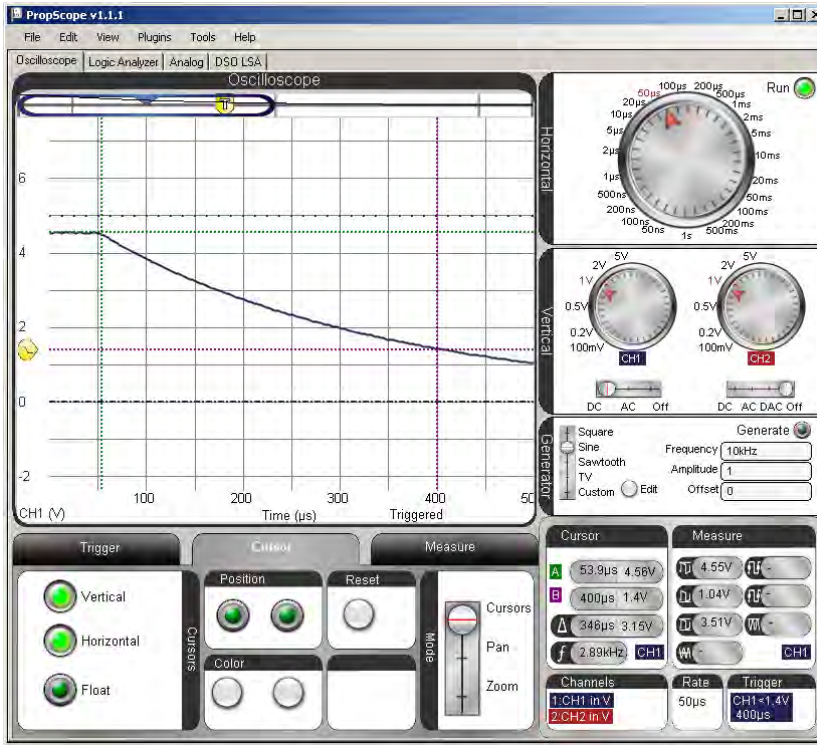 PropScope v1.1.1
File Edit View Plugins Tools Help
Oscilloscope Logic Analyzer Analog DSO LSA
Oscilloscope
T
6
4
2
0
-2
100 200 300 400 50
CH1 (V) Time (µs) Triggered
Horizontal
Run
50ns
100ns
200ns
500ns
1µs
2µs
5µs
10µs
20µs
50µs
100µs
200µs
500µs
1ms
2ms
5ms
10ms
20ms
50ms
100ms
200ms
500ms
1s
Vertical
5V
2V
1V
0.5V
0.2V
100mV
CH1
DC AC Off
5V
2V
1V
0.5V
0.2V
100mV
CH2
DC AC DAC Off
Generator
Square
Sine
Sawtooth
TV
Custom
Edit
Generate
Frequency 10kHz
Amplitude 1
Offset 0
Trigger Cursor Measure
Vertical
Horizontal
Float
Cursors
Position
Reset
Color
Mode
Cursors
Pan
Zoom
Cursor
A 53.9µs 4.56V
B 400µs 1.4V
Δ 346µs 3.15V
f 2.89kHz CH1
Measure
4.55V -
1.04V -
3.51V -
- CH1
Channels
1:CH1 in V
2:CH2 in V
Rate
50µs
Trigger
CH1<1.4V
400µs